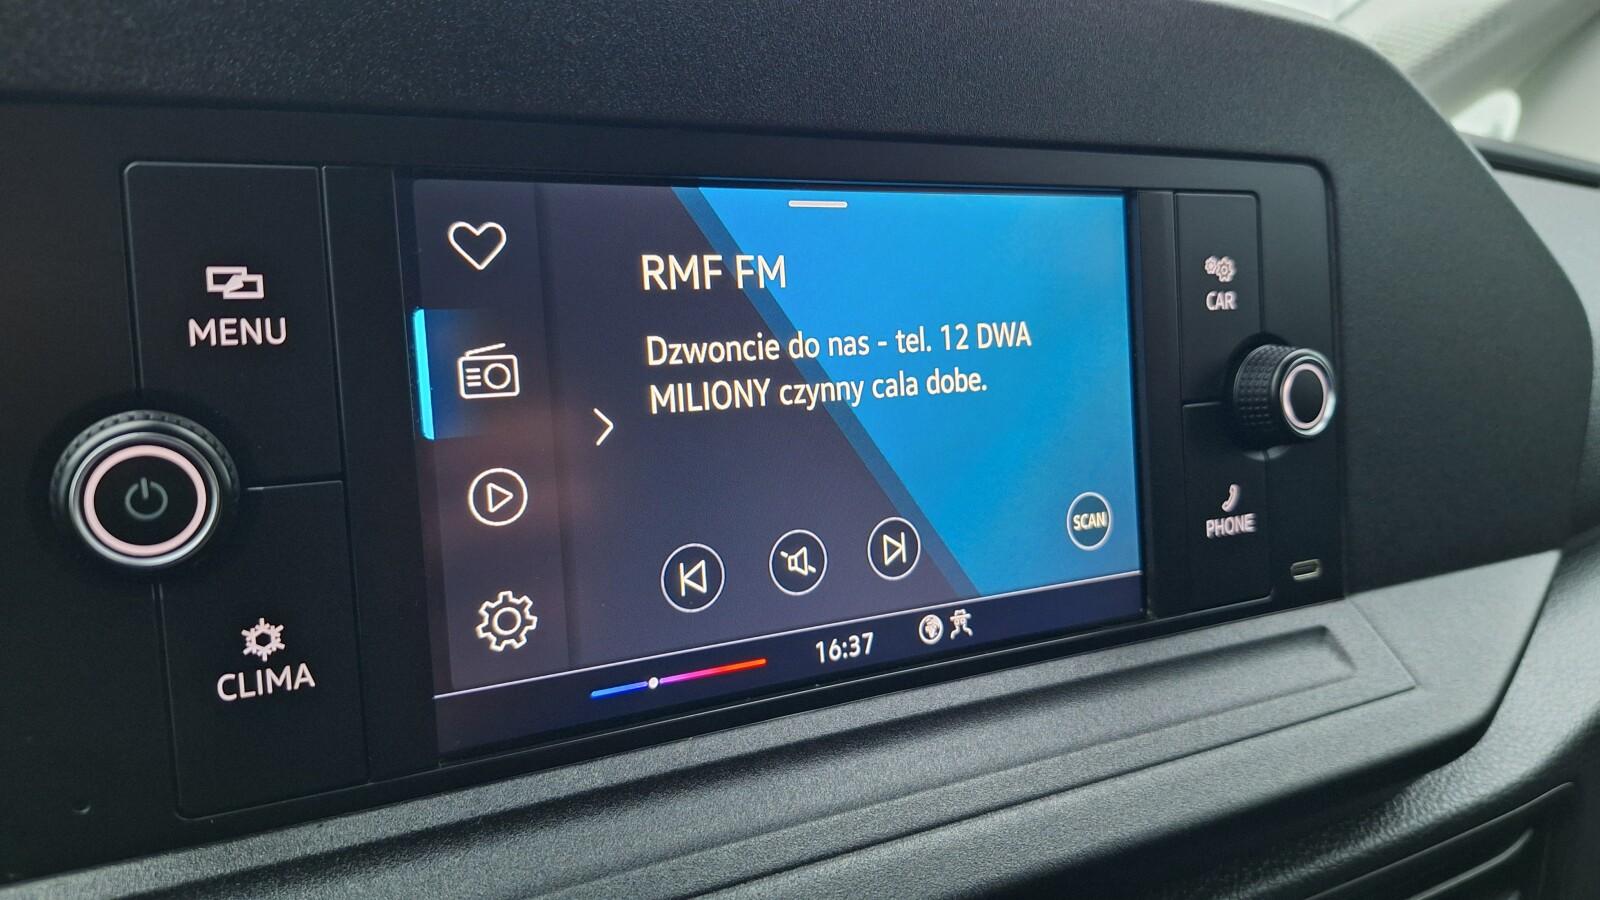 MENU
CLIMA
RMF FM
Dzwoncie do nas - tel. 12 DWA
MILIONY czynny cala dobe.
SCAN
16:37
CAR
PHONE